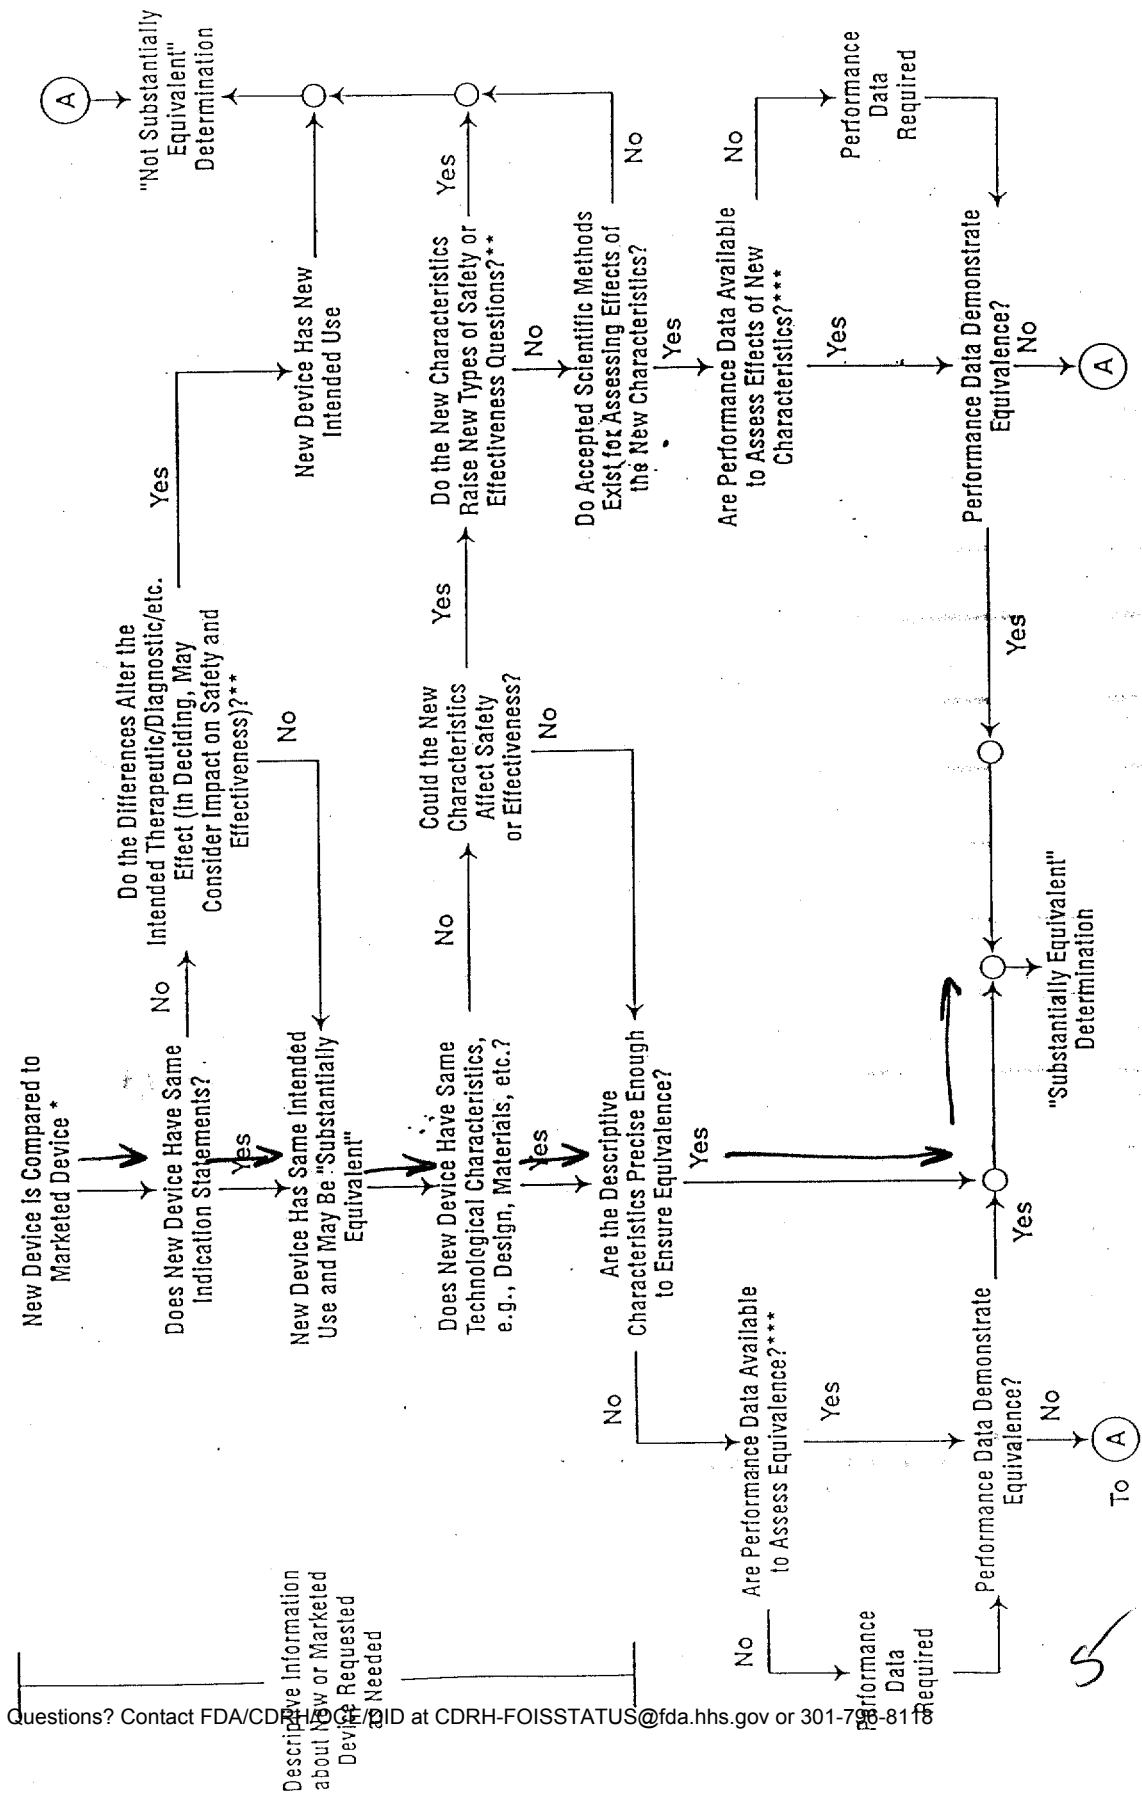 New Device Is Compared to
Marketed Device *
Does New Device Have Same
Indication Statements?
No
Do the Differences Alter the
Intended Therapeutic/Diagnostic/etc.
Effect (in Deciding, May
Consider Impact on Safety and
Effectiveness)?**
Yes
"Not Substantially
Equivalent"
Determination
A
Yes
No
New Device Has New
Intended Use
New Device Has Same Intended
Use and May Be "Substantially
Equivalent"
Does New Device Have Same
Technological Characteristics,
e.g., Design, Materials, etc.?
No
Could the New
Characteristics
Affect Safety
or Effectiveness?
Yes
Do the New Characteristics
Raise New Types of Safety or
Effectiveness Questions?**
Yes
Yes
No
No
Descriptive Information
about New or Marketed
Device Requested
as Needed
Are the Descriptive
Characteristics Precise Enough
to Ensure Equivalence?
Do Accepted Scientific Methods
Exist for Assessing Effects of
the New Characteristics?
No
No
Yes
Yes
Are Performance Data Available
to Assess Equivalence?***
Are Performance Data Available
to Assess Effects of New
Characteristics?***
No
No
Yes
Yes
Performance
Data
Required
Performance
Data
Required
Performance Data Demonstrate
Equivalence?
Yes
Performance Data Demonstrate
Equivalence?
Yes
No
No
"Substantially Equivalent"
Determination
To
A
A
5
Questions? Contact FDA/CDRH/OCE/DID at CDRH-FOISSTATUS@fda.hhs.gov or 301-796-8118